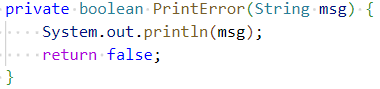 private boolean PrintError(String msg) {
    System.out.println(msg);
    return false;
}